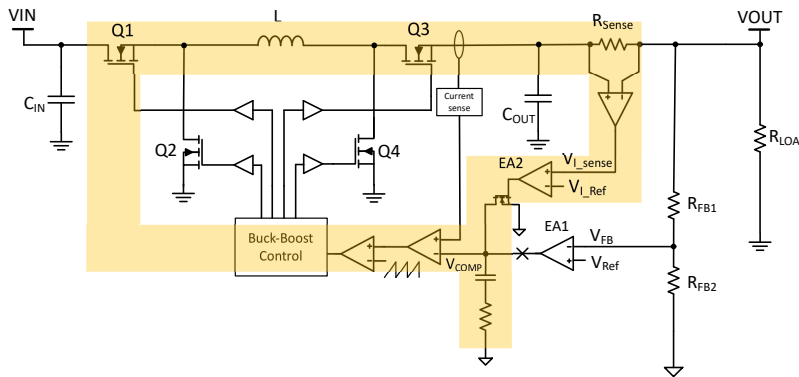 VIN
Q1
L
Q3
RSense
VOUT
CIN
Current
sense
COUT
RLOA
Q2
Q4
EA2
VI_sense
VI_Ref
RFB1
EA1
VFB
Buck-Boost
Control
VCOMP
VRef
RFB2